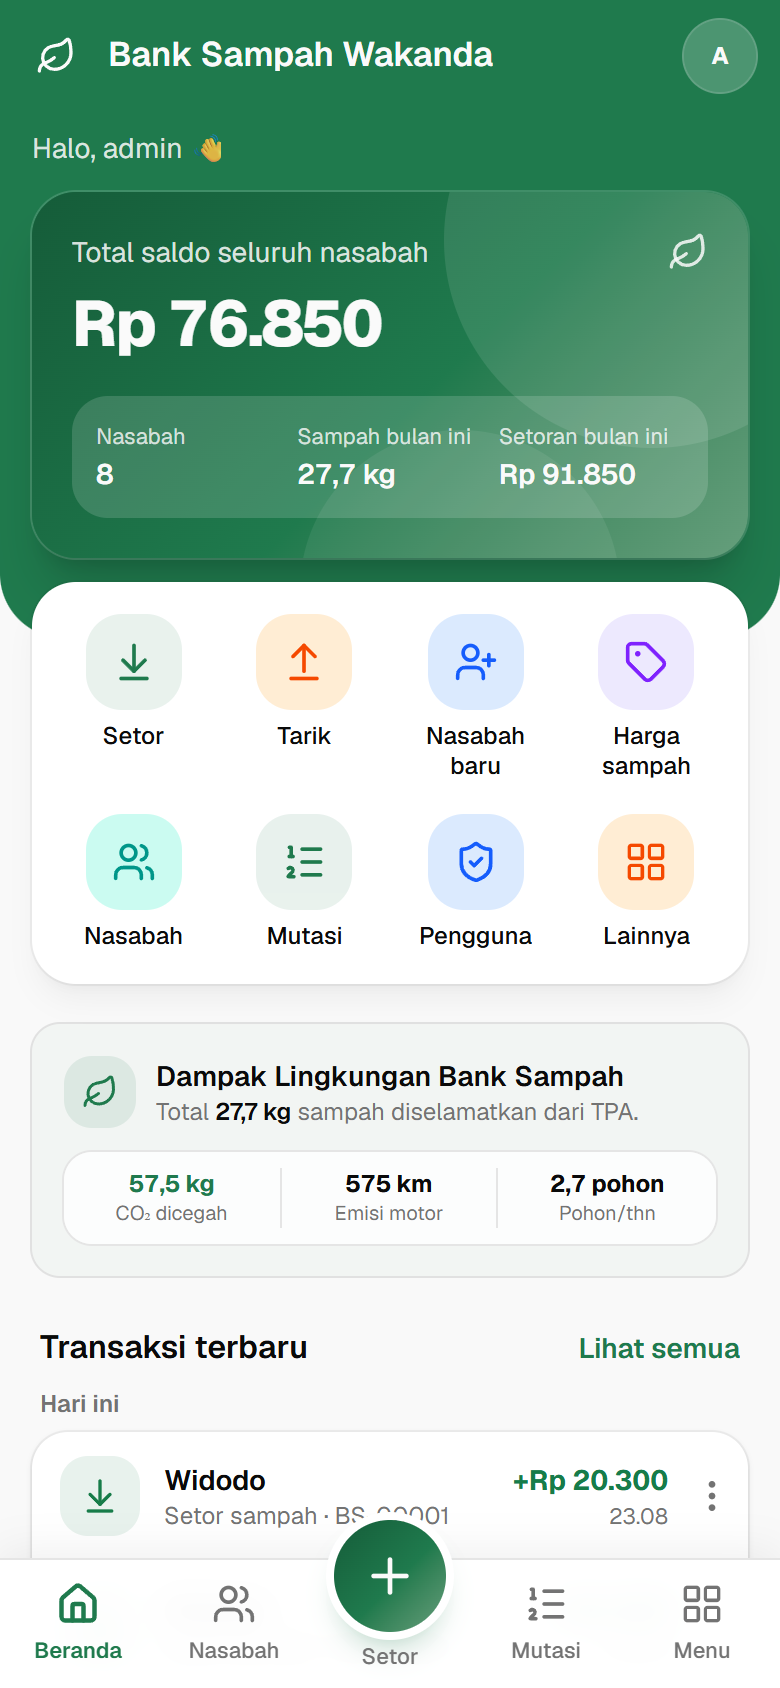 Bank Sampah Wakanda
A
Halo, admin 👋
Total saldo seluruh nasabah
Rp 76.850
Nasabah
8
Sampah bulan ini
27,7 kg
Setoran bulan ini
Rp 91.850
Setor
Tarik
Nasabah
baru
Harga
sampah
Nasabah
Mutasi
Pengguna
Lainnya
Dampak Lingkungan Bank Sampah
Total 27,7 kg sampah diselamatkan dari TPA.
57,5 kg
CO₂ dicegah
575 km
Emisi motor
2,7 pohon
Pohon/thn
Transaksi terbaru
Lihat semua
Hari ini
Widodo
+Rp 20.300
Setor sampah · BS-00001
23.08
Beranda
Nasabah
Setor
Mutasi
Menu